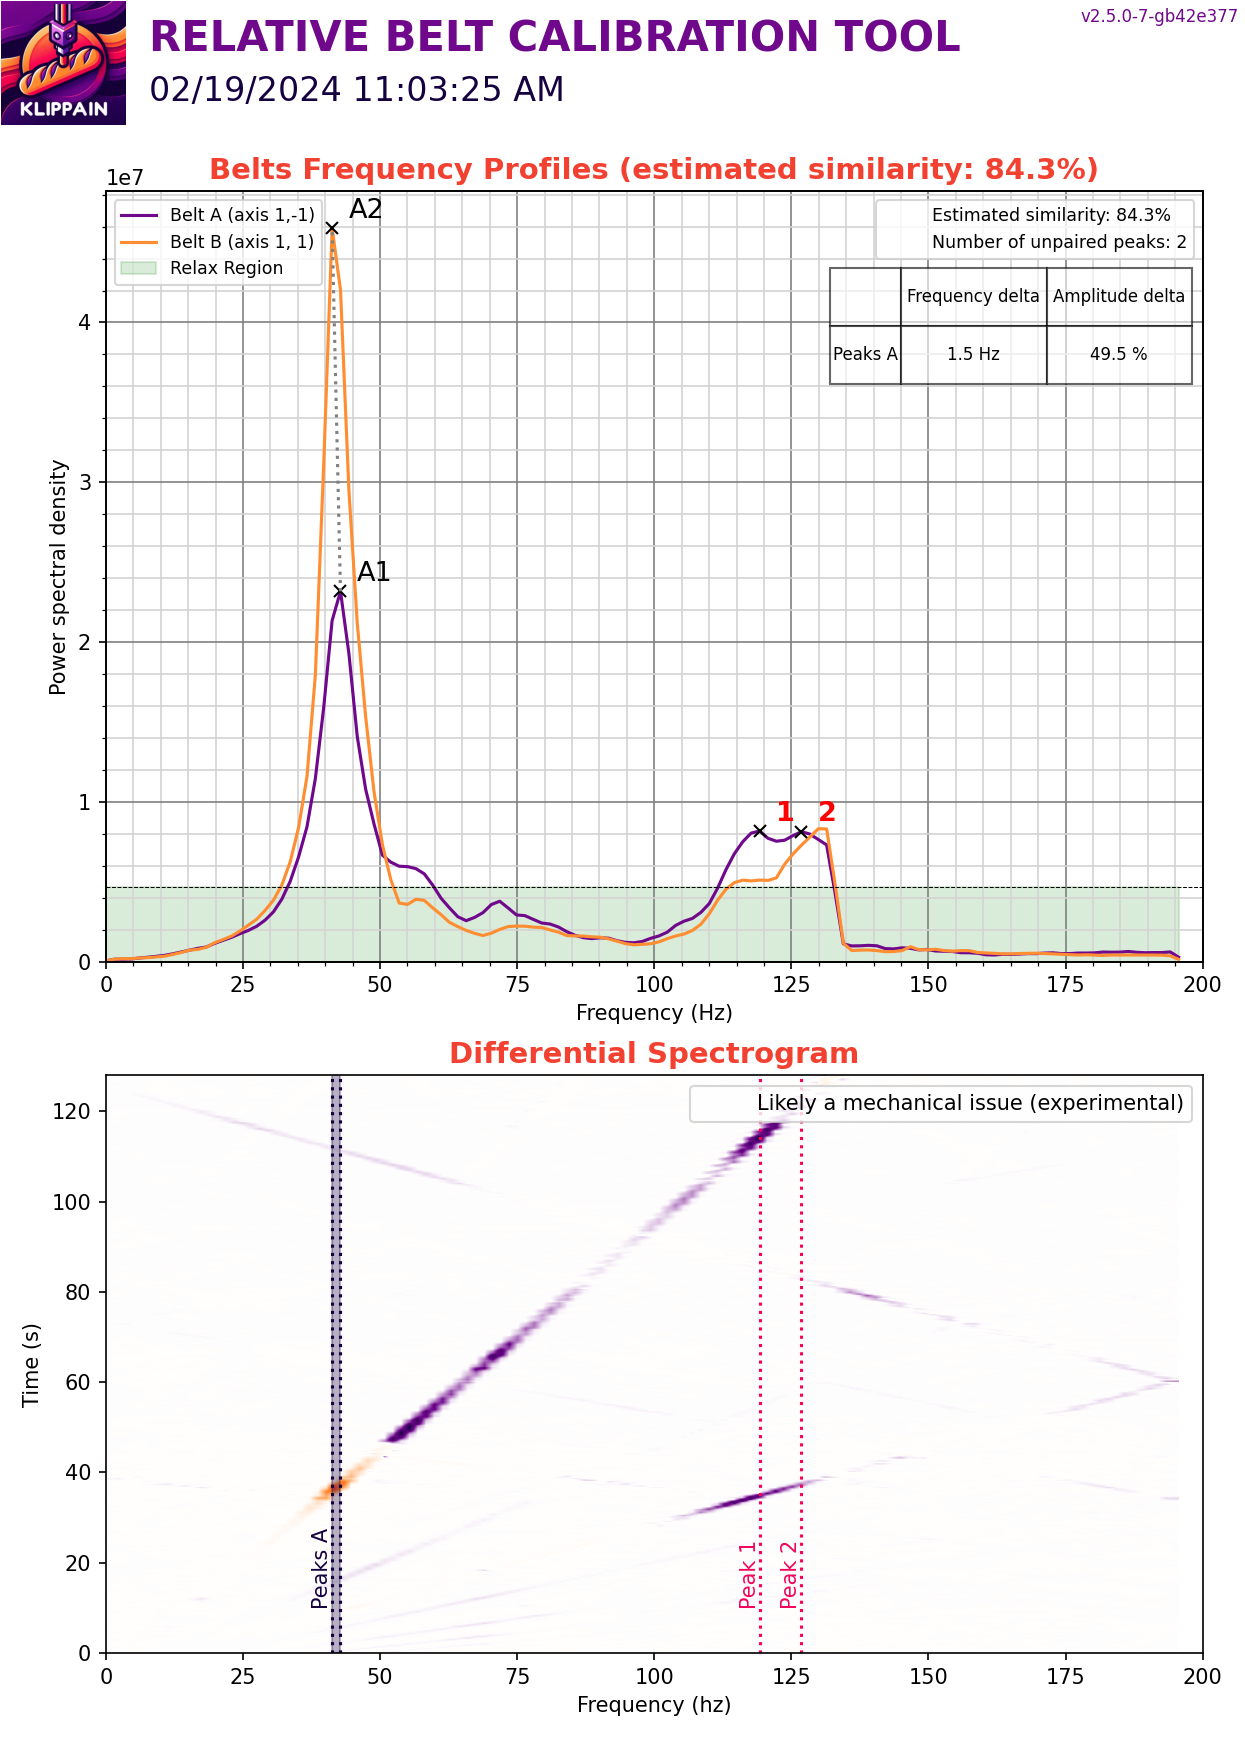 KLIPPAIN
RELATIVE BELT CALIBRATION TOOL
02/19/2024 11:03:25 AM
v2.5.0-7-gb42e377
Belts Frequency Profiles (estimated similarity: 84.3%)
1e7
Belt A (axis 1,-1)
Belt B (axis 1, 1)
Relax Region
A2
Estimated similarity: 84.3%
Number of unpaired peaks: 2
Frequency delta Amplitude delta
Peaks A 1.5 Hz 49.5 %
A1
1 2
Power spectral density
4
3
2
1
0
0 25 50 75 100 125 150 175 200
Frequency (Hz)
Differential Spectrogram
Likely a mechanical issue (experimental)
Time (s)
120
100
80
60
40
20
0
Peaks A
Peak 1
Peak 2
0 25 50 75 100 125 150 175 200
Frequency (hz)